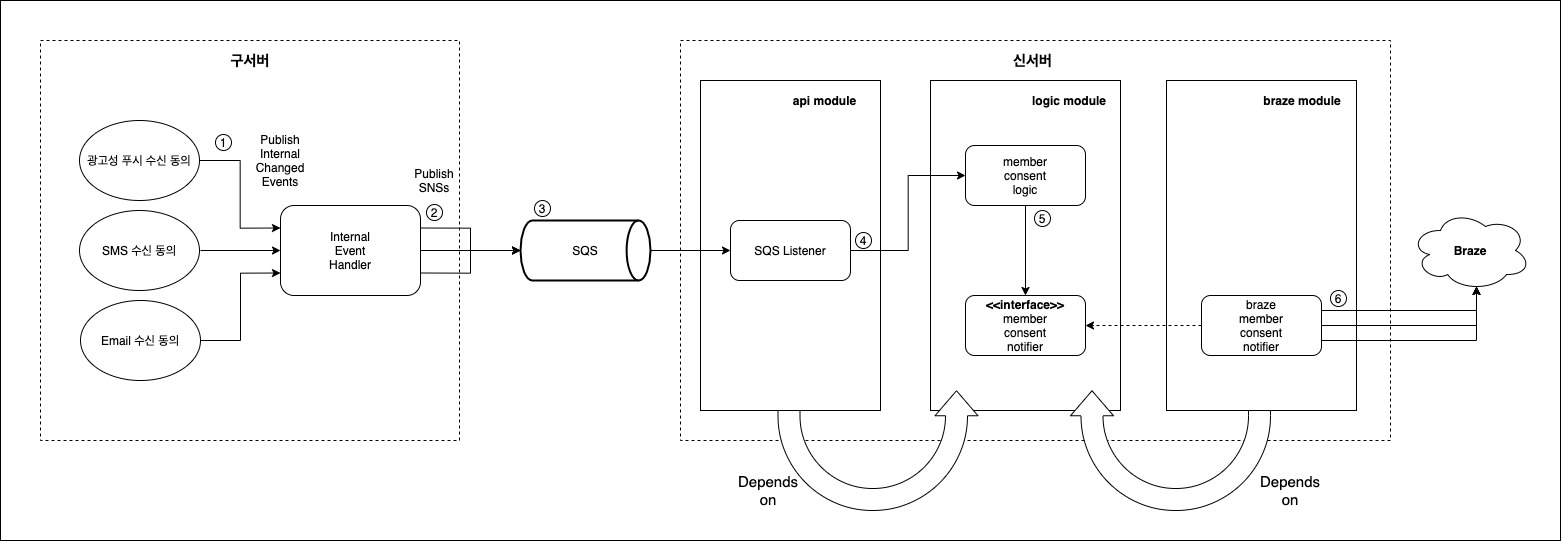 구서버
광고성 푸시 수신 동의
SMS 수신 동의
Email 수신 동의
1
Publish
Internal
Changed
Events
Internal
Event
Handler
Publish
SNSs
2
3
SQS
신서버
api module
SQS Listener
4
logic module
member
consent
logic
5
<<interface>>
member
consent
notifier
braze module
braze
member
consent
notifier
6
Braze
Depends
on
Depends
on